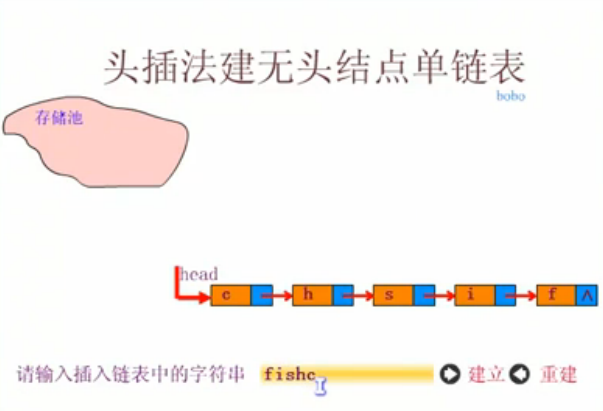 头插法建无头结点单链表
bobo
存储池
head
c h s i f ∧
请输入插入链表中的字符串 fishc 建立 重建